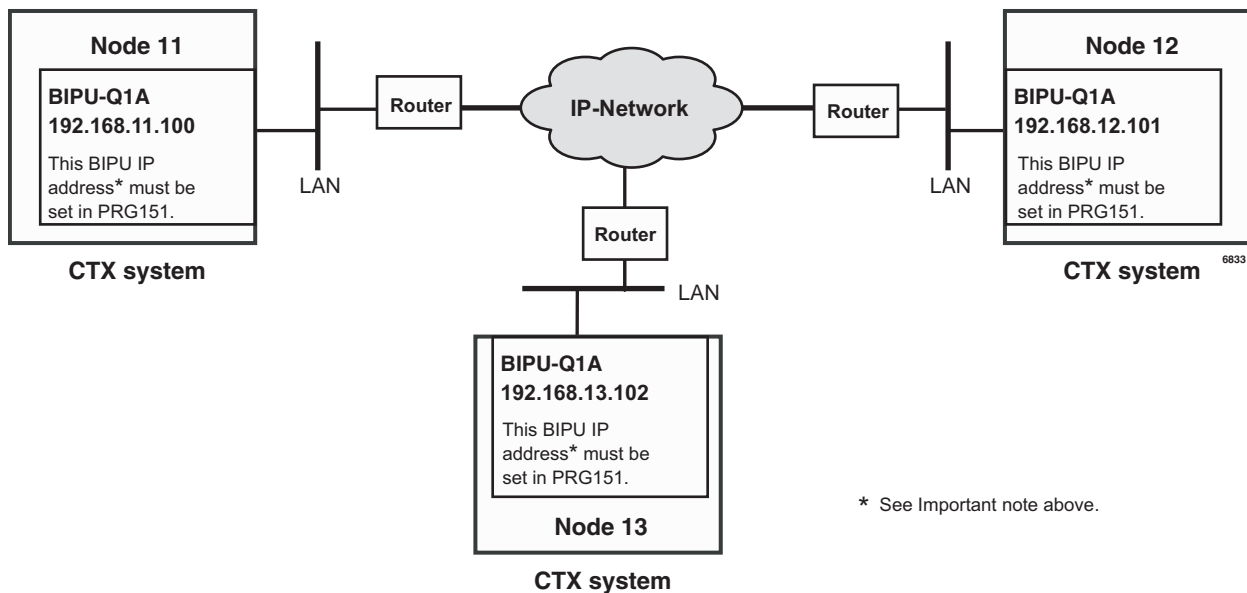 Node 11
BIPU-Q1A
192.168.11.100
This BIPU IP
address* must be
set in PRG151.
CTX system
LAN
Router
IP-Network
Router
LAN
Node 12
BIPU-Q1A
192.168.12.101
This BIPU IP
address* must be
set in PRG151.
CTX system
6833
Router
LAN
BIPU-Q1A
192.168.13.102
This BIPU IP
address* must be
set in PRG151.
Node 13
CTX system
* See Important note above.